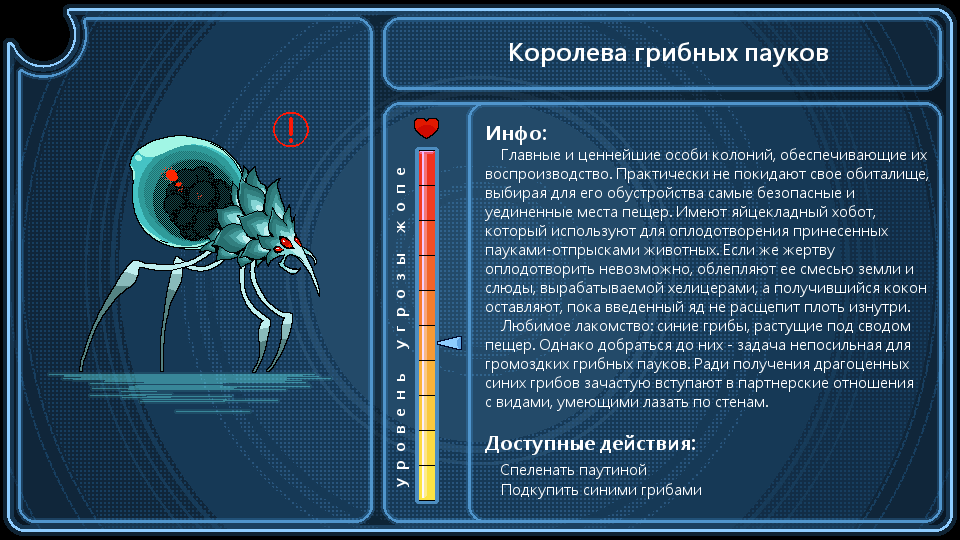 Королева грибных пауков
уровень угрозы жопе
Инфо:
Главные и ценнейшие особи колоний, обеспечивающие их
воспроизводство. Практически не покидают свое обиталище,
выбирая для его обустройства самые безопасные и
уединенные места пещер. Имеют яйцекладный хобот,
который используют для оплодотворения принесенных
пауками-отпрысками животных. Если же жертву
оплодотворить невозможно, облепляют ее смесью земли и
слюды, вырабатываемой хелицерами, а получившийся кокон
оставляют, пока введенный яд не расщепит плоть изнутри.
Любимое лакомство: синие грибы, растущие под сводом
пещер. Однако добраться до них - задача непосильная для
громоздких грибных пауков. Ради получения драгоценных
синих грибов зачастую вступают в партнерские отношения
с видами, умеющими лазать по стенам.
Доступные действия:
Спеленать паутиной
Подкупить синими грибами